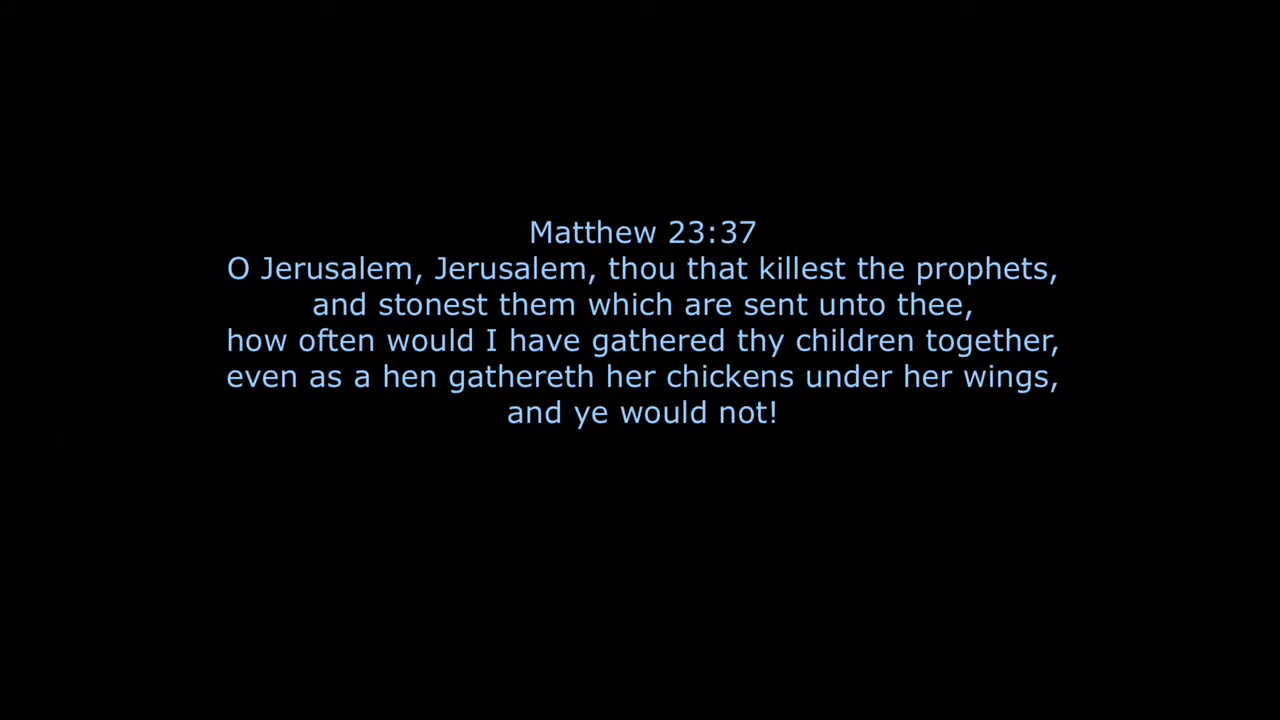 Matthew 23:37
O Jerusalem, Jerusalem, thou that killest the prophets,
and stonest them which are sent unto thee,
how often would I have gathered thy children together,
even as a hen gathereth her chickens under her wings,
and ye would not!